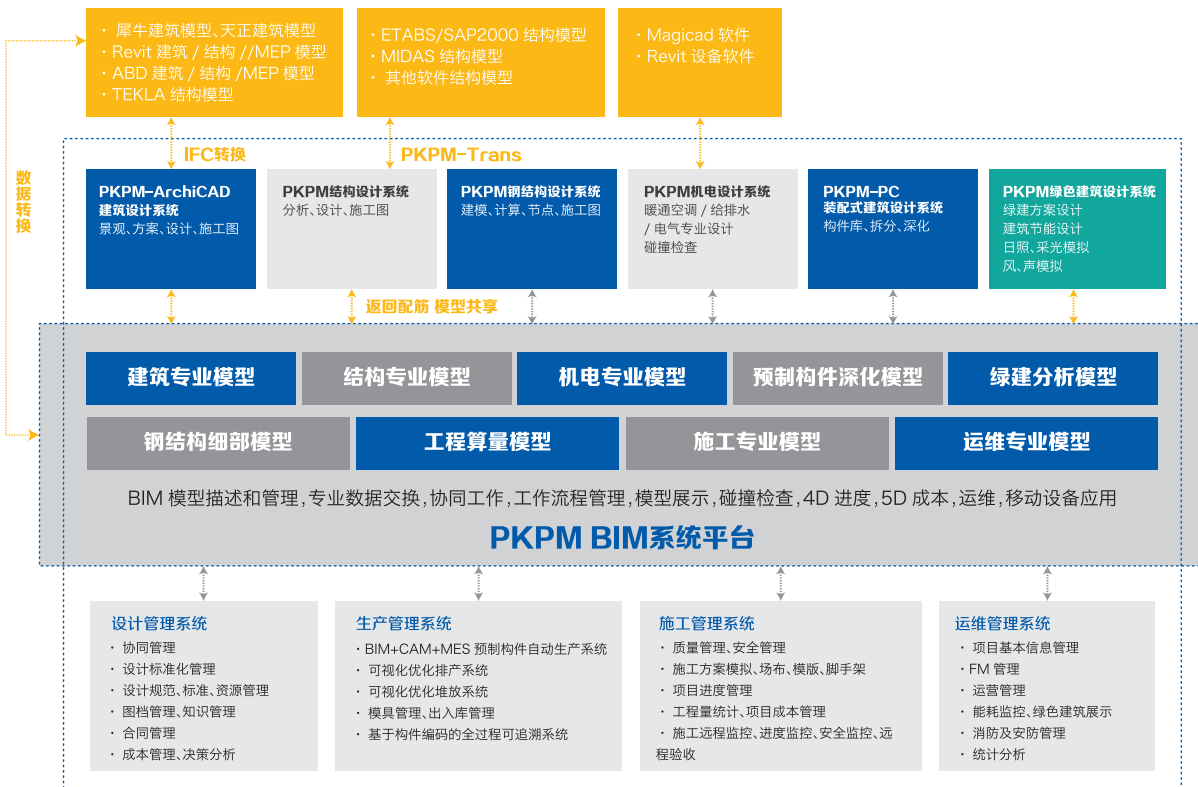 · 犀牛建筑模型、天正建筑模型
· Revit 建筑 / 结构 //MEP 模型
· ABD 建筑 / 结构 /MEP 模型
· TEKLA 结构模型
· ETABS/SAP2000 结构模型
· MIDAS 结构模型
· 其他软件结构模型
· Magicad 软件
· Revit 设备软件
数据转换
IFC转换
PKPM-Trans
PKPM-ArchiCAD
建筑设计系统
景观、方案、设计、施工图
PKPM结构设计系统
分析、设计、施工图
PKPM钢结构设计系统
建模、计算、节点、施工图
PKPM机电设计系统
暖通空调 / 给排水
/ 电气专业设计
碰撞检查
PKPM-PC
装配式建筑设计系统
构件库、拆分、深化
PKPM绿色建筑设计系统
绿建方案设计
建筑节能设计
日照、采光模拟
风、声模拟
返回配筋 模型共享
建筑专业模型
结构专业模型
机电专业模型
预制构件深化模型
绿建分析模型
钢结构细部模型
工程算量模型
施工专业模型
运维专业模型
BIM 模型描述和管理,专业数据交换,协同工作,工作流程管理,模型展示,碰撞检查,4D 进度,5D 成本,运维,移动设备应用
PKPM BIM系统平台
设计管理系统
· 协同管理
· 设计标准化管理
· 设计规范、标准、资源管理
· 图档管理、知识管理
· 合同管理
· 成本管理、决策分析
生产管理系统
· BIM+CAM+MES 预制构件自动生产系统
· 可视化优化排产系统
· 可视化优化堆放系统
· 模具管理、出入库管理
· 基于构件编码的全过程可追溯系统
施工管理系统
· 质量管理、安全管理
· 施工方案模拟、场布、模版、脚手架
· 项目进度管理
· 工程量统计、项目成本管理
· 施工远程监控、进度监控、安全监控、远
程验收
运维管理系统
· 项目基本信息管理
· FM 管理
· 运营管理
· 能耗监控、绿色建筑展示
· 消防及安防管理
· 统计分析